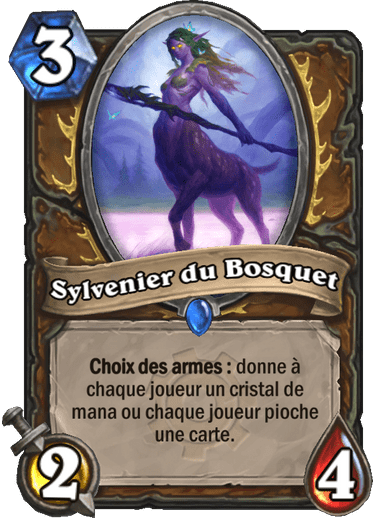 3
Sylvenier du Bosquet
Choix des armes : donne à
chaque joueur un cristal de
mana ou chaque joueur pioche
une carte.
2
4